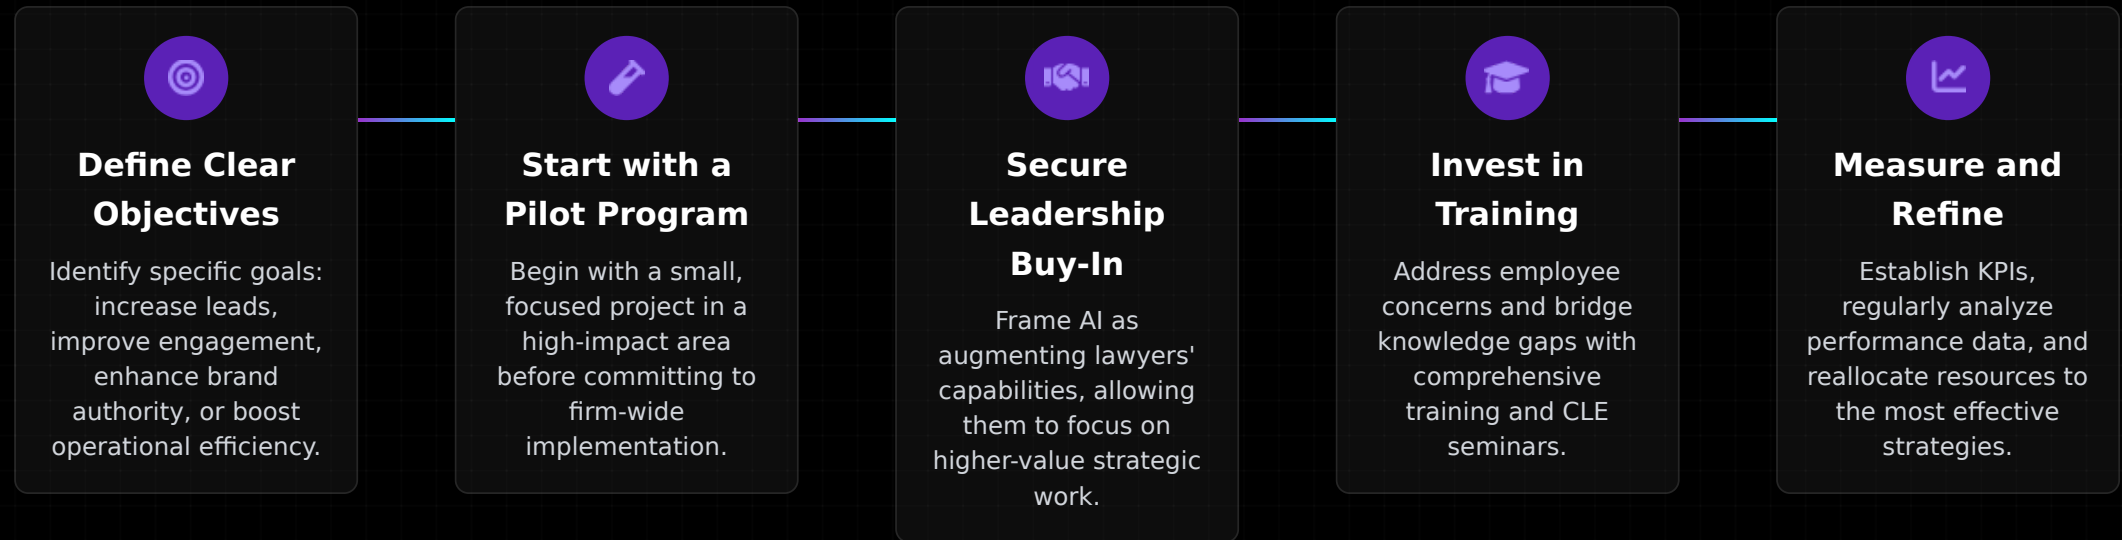 Define Clear
Objectives
Identify specific goals:
increase leads,
improve engagement,
enhance brand
authority, or boost
operational efficiency.
Start with a
Pilot Program
Begin with a small,
focused project in a
high-impact area
before committing to
firm-wide
implementation.
Secure
Leadership
Buy-In
Frame AI as
augmenting lawyers'
capabilities, allowing
them to focus on
higher-value strategic
work.
Invest in
Training
Address employee
concerns and bridge
knowledge gaps with
comprehensive
training and CLE
seminars.
Measure and
Refine
Establish KPIs,
regularly analyze
performance data, and
reallocate resources to
the most effective
strategies.